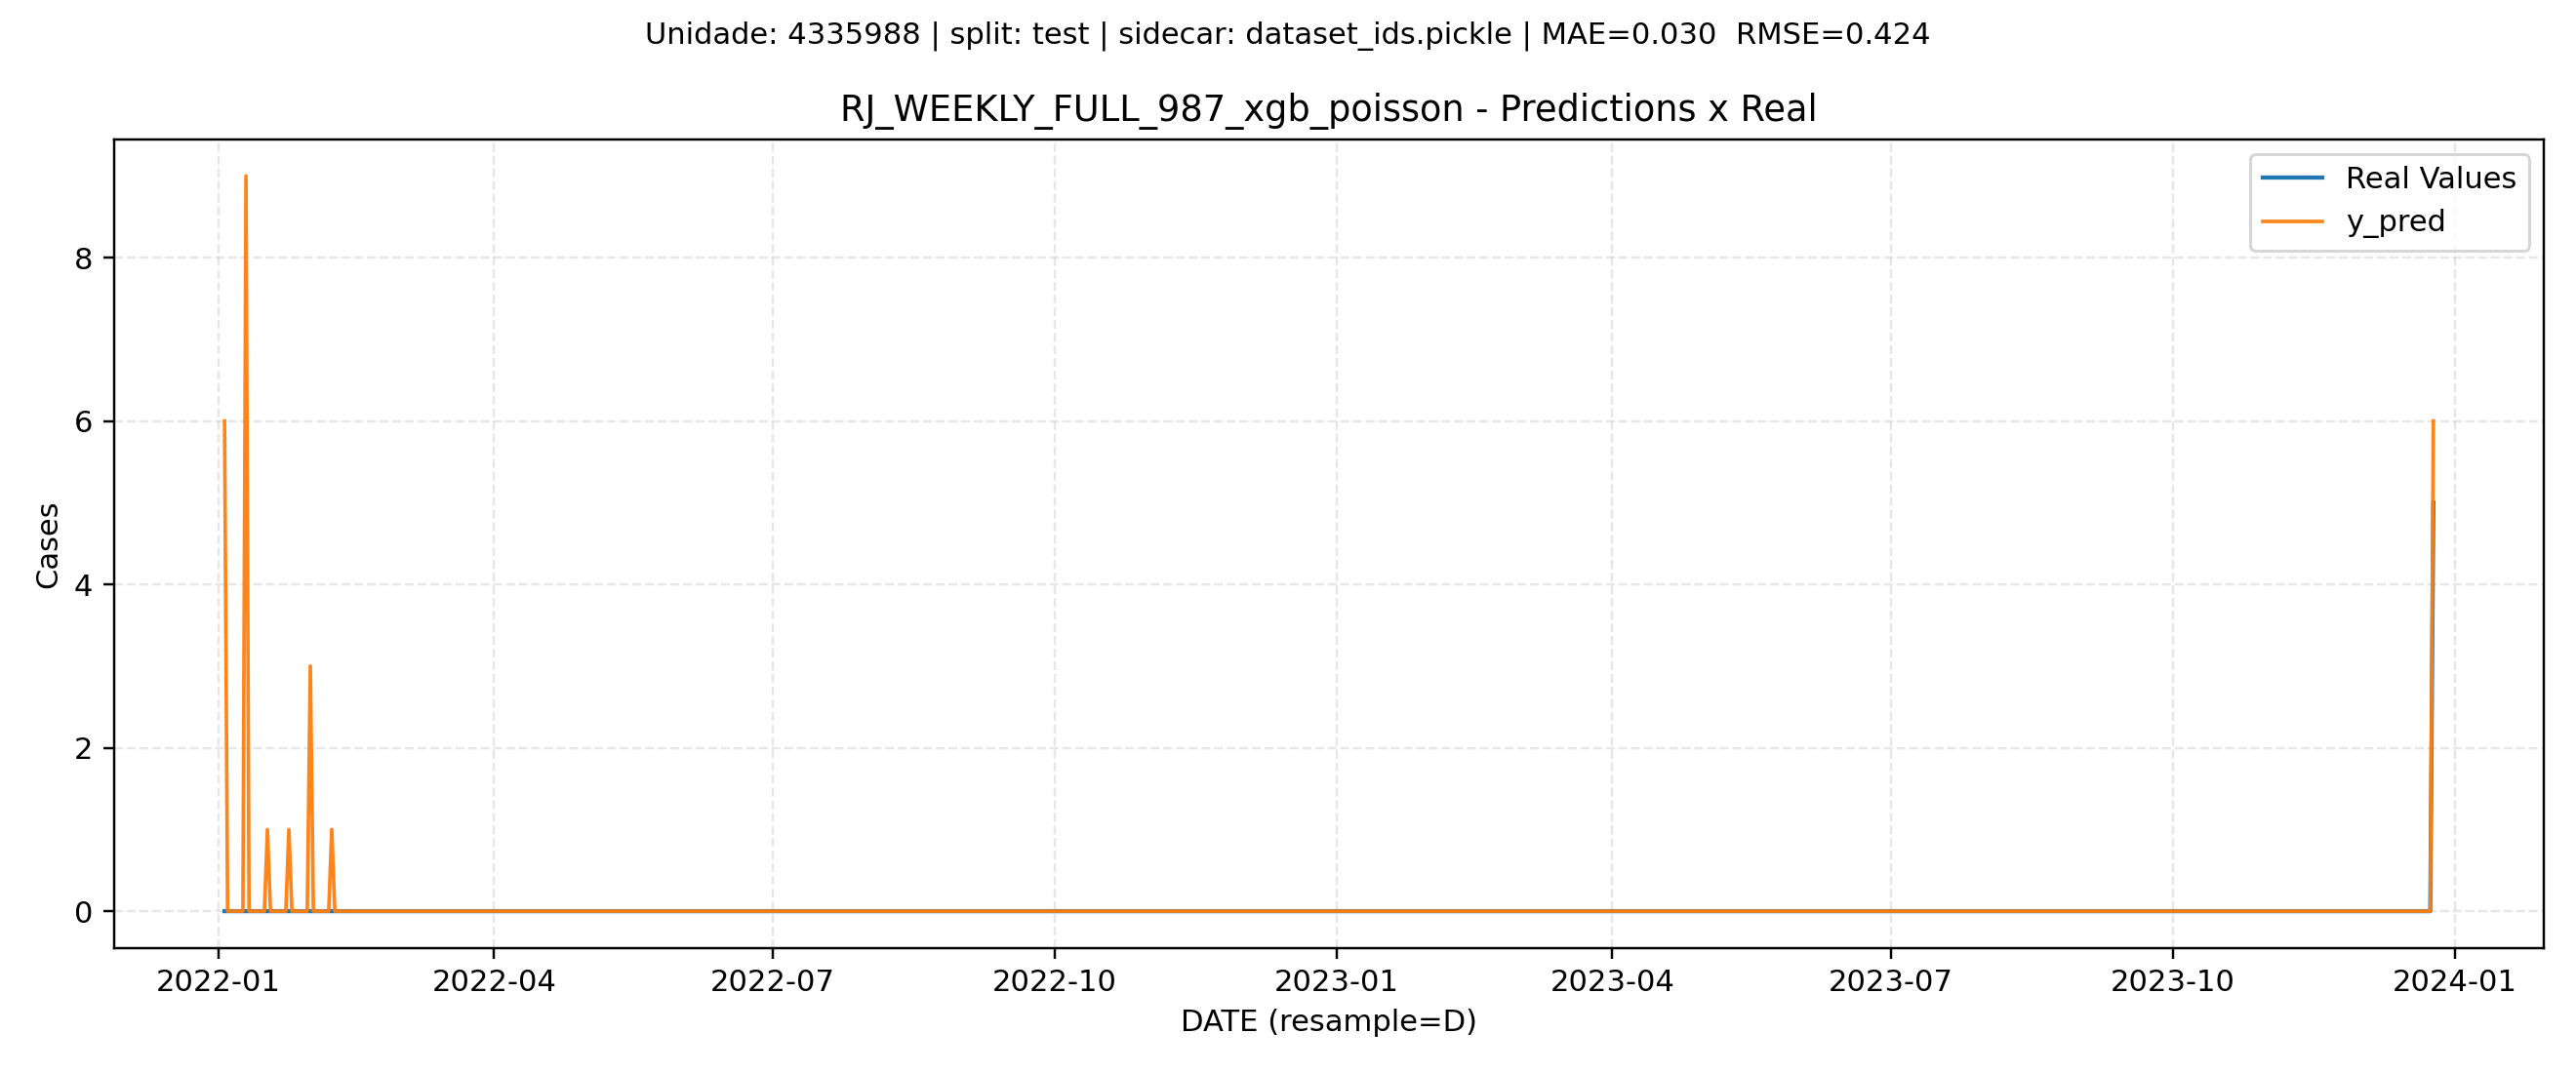 Unidade: 4335988 | split: test | sidecar: dataset_ids.pickle | MAE=0.030  RMSE=0.424
RJ_WEEKLY_FULL_987_xgb_poisson - Predictions x Real
Real Values
y_pred
Cases
8
6
4
2
0
2022-01
2022-04
2022-07
2022-10
2023-01
2023-04
2023-07
2023-10
2024-01
DATE (resample=D)